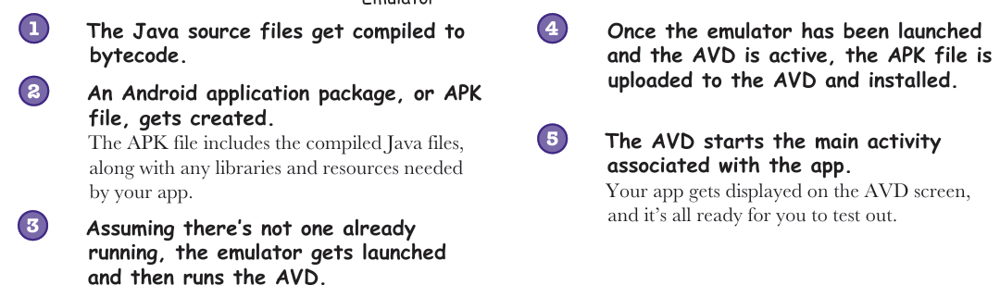 Emulator
1 The Java source files get compiled to
bytecode.
2 An Android application package, or APK
file, gets created.
The APK file includes the compiled Java files,
along with any libraries and resources needed
by your app.
3 Assuming there's not one already
running, the emulator gets launched
and then runs the AVD.
4 Once the emulator has been launched
and the AVD is active, the APK file is
uploaded to the AVD and installed.
5 The AVD starts the main activity
associated with the app.
Your app gets displayed on the AVD screen,
and it's all ready for you to test out.